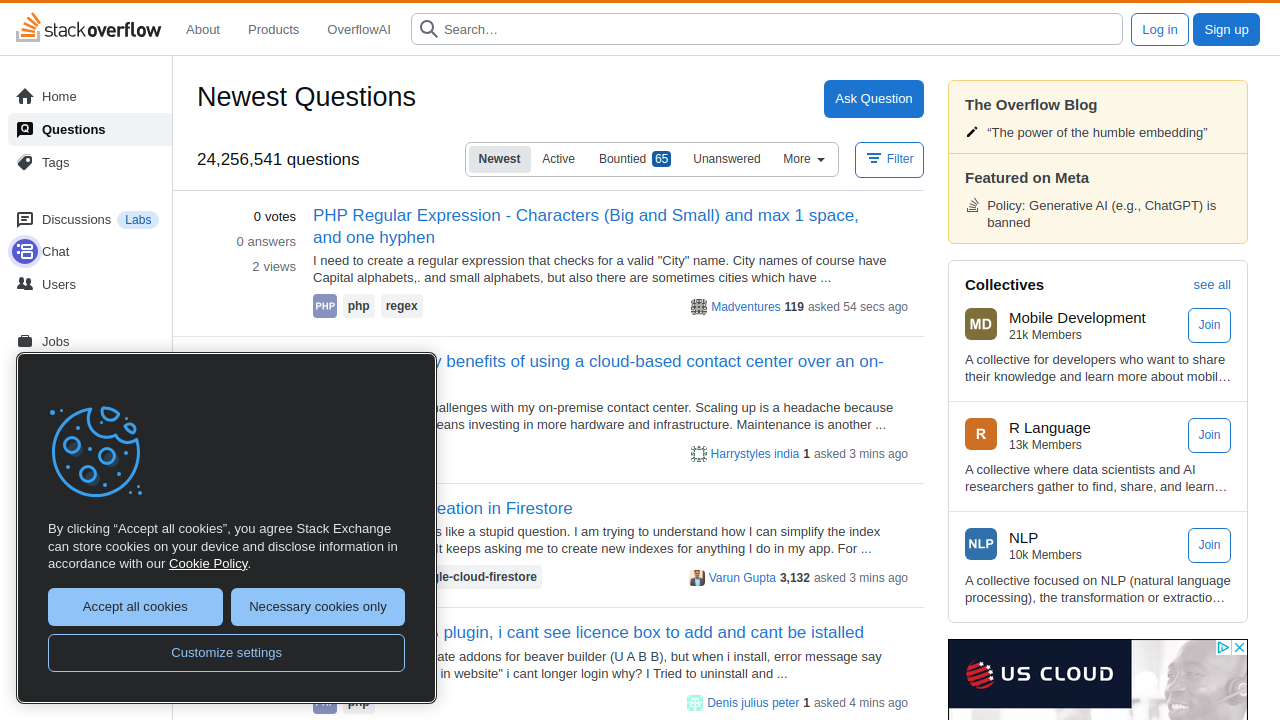 stack overflow
About
Products
OverflowAI
Search…
Log in
Sign up
Home
Questions
Tags
Discussions
Labs
Chat
Users
Jobs
Newest Questions
Ask Question
24,256,541 questions
Newest
Active
Bountied 65
Unanswered
More
Filter
0 votes
0 answers
2 views
PHP Regular Expression - Characters (Big and Small) and max 1 space,
and one hyphen
I need to create a regular expression that checks for a valid "City" name. City names of course have
Capital alphabets,. and small alphabets, but also there are sometimes cities which have ...
PHP
php
regex
Madventures 119 asked 54 secs ago
benefits of using a cloud-based contact center over an on-
challenges with my on-premise contact center. Scaling up is a headache because
means investing in more hardware and infrastructure. Maintenance is another ...
Harrystyles india 1 asked 3 mins ago
in Firestore
like a stupid question. I am trying to understand how I can simplify the index
It keeps asking me to create new indexes for anything I do in my app. For ...
gle-cloud-firestore
Varun Gupta 3,132 asked 3 mins ago
plugin, i cant see licence box to add and cant be istalled
addons for beaver builder (U A B B), but when i install, error message say
in website" i cant longer login why? I Tried to uninstall and ...
php
Denis julius peter 1 asked 4 mins ago
By clicking “Accept all cookies”, you agree Stack Exchange
can store cookies on your device and disclose information in
accordance with our Cookie Policy.
Accept all cookies
Necessary cookies only
Customize settings
The Overflow Blog
“The power of the humble embedding”
Featured on Meta
Policy: Generative AI (e.g., ChatGPT) is
banned
Collectives
see all
MD
Mobile Development
21k Members
Join
A collective for developers who want to share
their knowledge and learn more about mobil…
R
R Language
13k Members
Join
A collective where data scientists and AI
researchers gather to find, share, and learn…
NLP
NLP
10k Members
Join
A collective focused on NLP (natural language
processing), the transformation or extractio…
US CLOUD